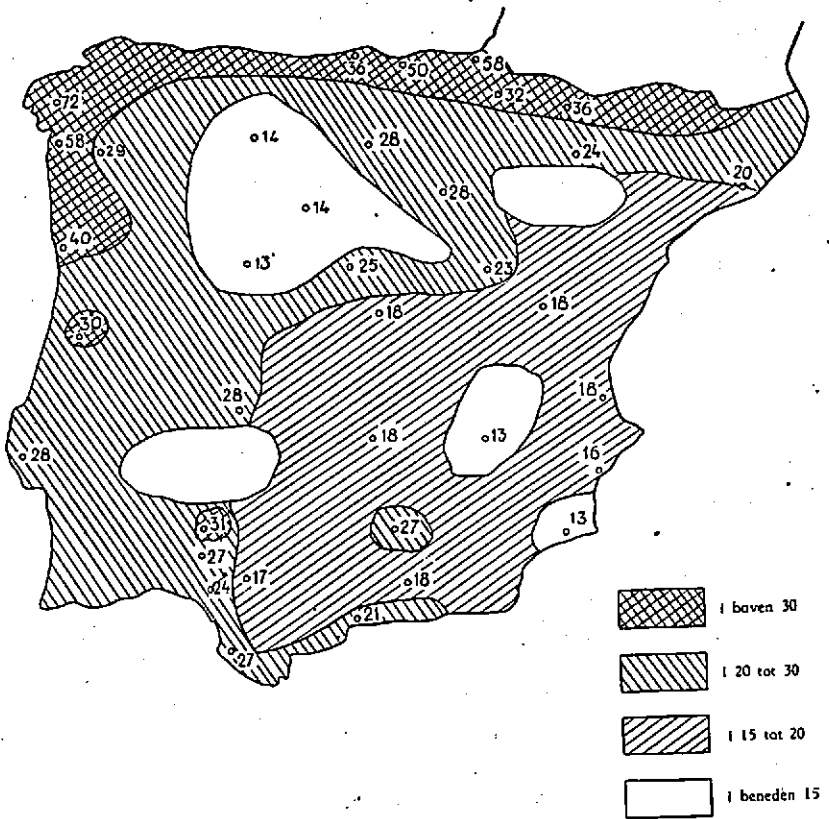 36 50 58
72 32 36
58 29 14 28 24
28 20
14
40 13 25 23
30 18 18
28 18
28 18 13 16
31 27 13
27
24 17 18
21
27
I boven 30
I 20 tot 30
I 15 tot 20
I beneden 15